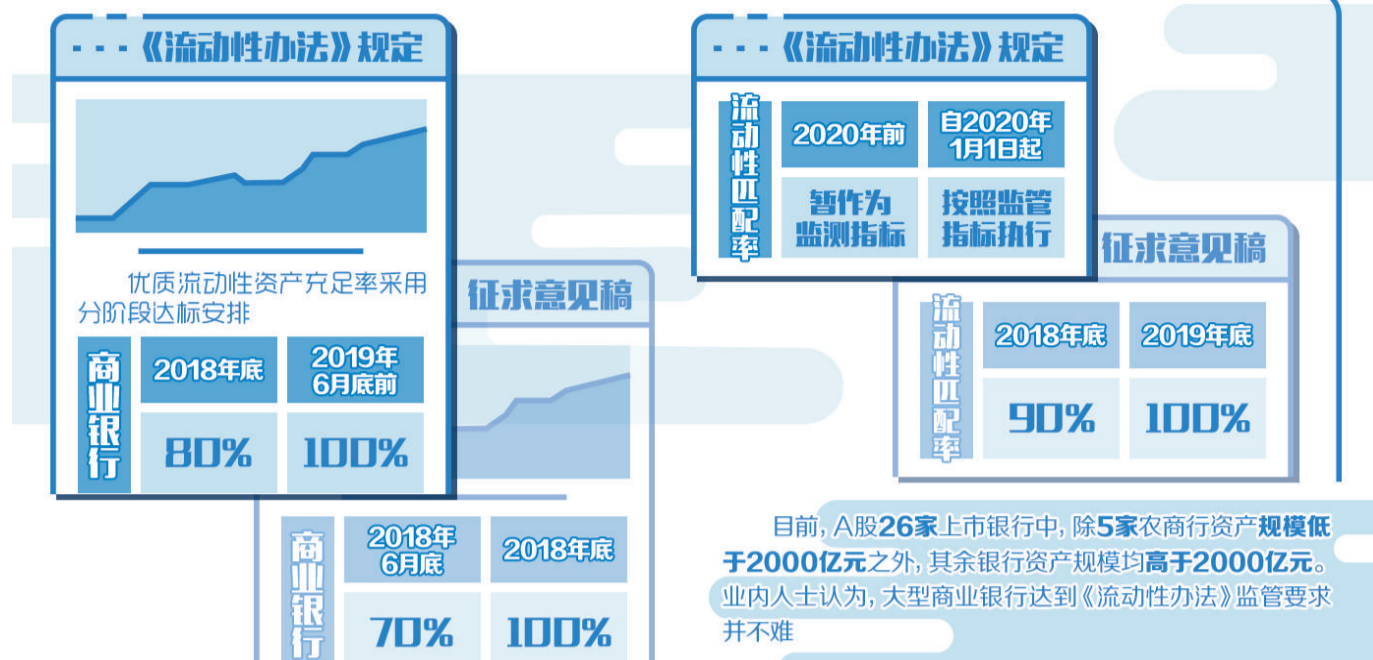 《流动性办法》规定
优质流动性资产充足率采用
分阶段达标安排
商业银行
2018年底
2019年
6月底前
80%
100%
征求意见稿
商业银行
2018年
6月底
2018年底
70%
100%
《流动性办法》规定
流动性匹配率
2020年前
自2020年
1月1日起
暂作为
监测指标
按照监管
指标执行
征求意见稿
流动性匹配率
2018年底
2019年底
90%
100%
目前,A股26家上市银行中,除5家农商行资产规模低
于2000亿元之外,其余银行资产规模均高于2000亿元。
业内人士认为,大型商业银行达到《流动性办法》监管要求
并不难